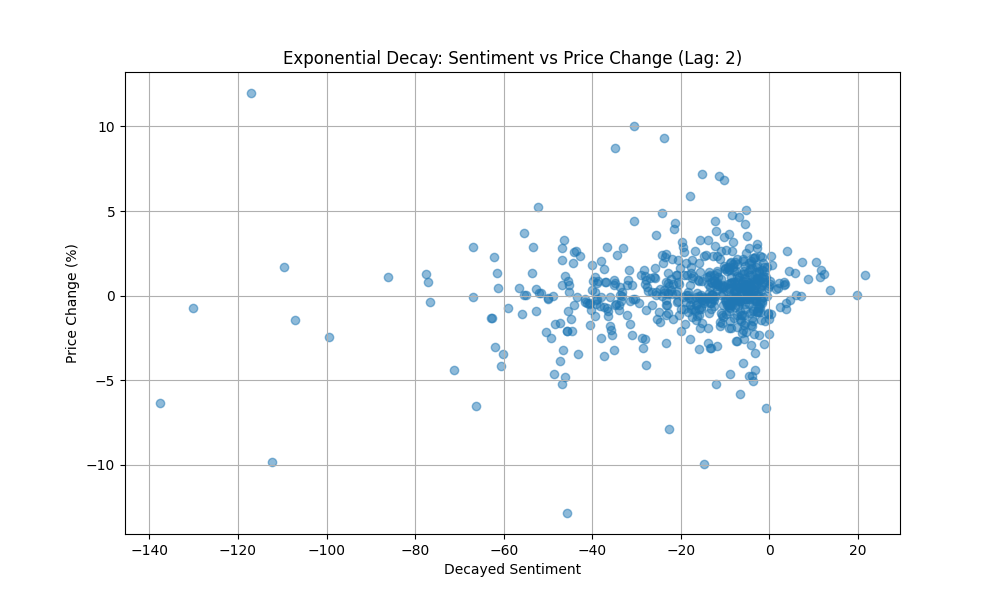 Exponential Decay: Sentiment vs Price Change (Lag: 2)
10
5
0
−5
−10
Price Change (%)
−140 −120 −100 −80 −60 −40 −20 0 20
Decayed Sentiment